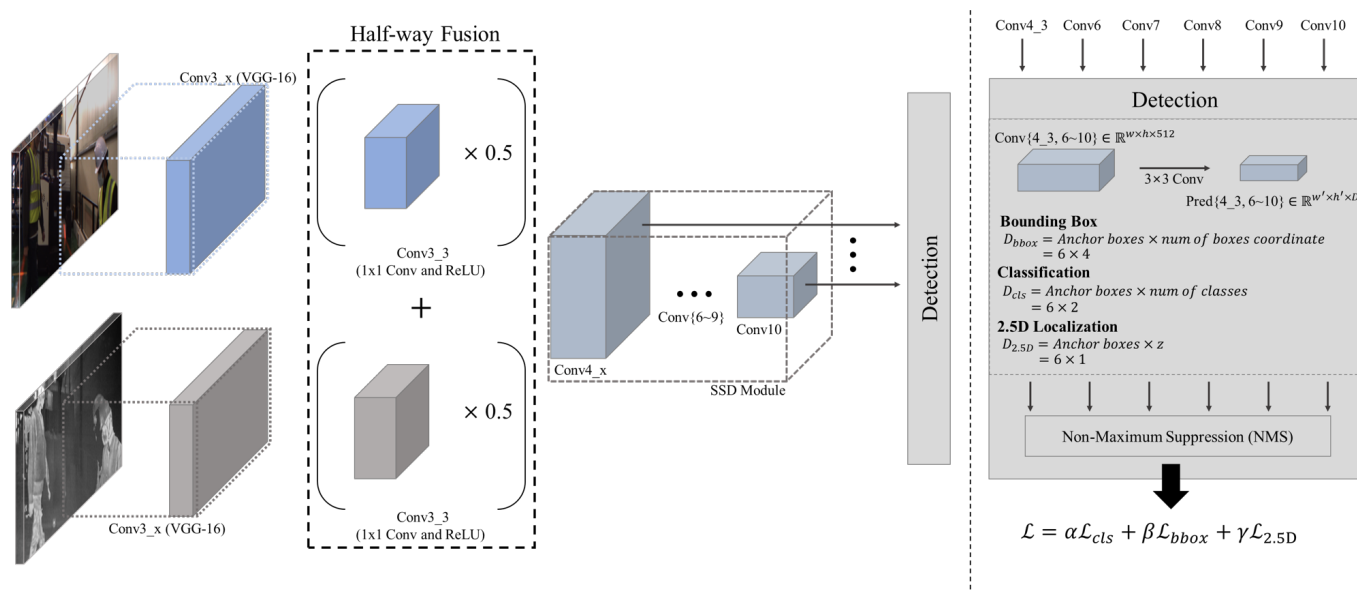 Half-way Fusion
Conv3_x (VGG-16)
× 0.5
Conv3_3
(1x1 Conv and ReLU)
+
× 0.5
Conv3_3
(1x1 Conv and ReLU)
Conv3_x (VGG-16)
Conv4_x
Conv{6~9}
Conv10
SSD Module
Detection
Conv4_3 Conv6 Conv7 Conv8 Conv9 Conv10
Detection
Conv{4_3, 6~10} ∈ ℝ^{w×h×512}
3×3 Conv
Pred{4_3, 6~10} ∈ ℝ^{w′×h′×D}
Bounding Box
D_{bbox} = Anchor boxes × num of boxes coordinate
= 6 × 4
Classification
D_{cls} = Anchor boxes × num of classes
= 6 × 2
2.5D Localization
D_{2.5D} = Anchor boxes × z
= 6 × 1
Non-Maximum Suppression (NMS)
ℒ = αℒ_{cls} + βℒ_{bbox} + γℒ_{2.5D}